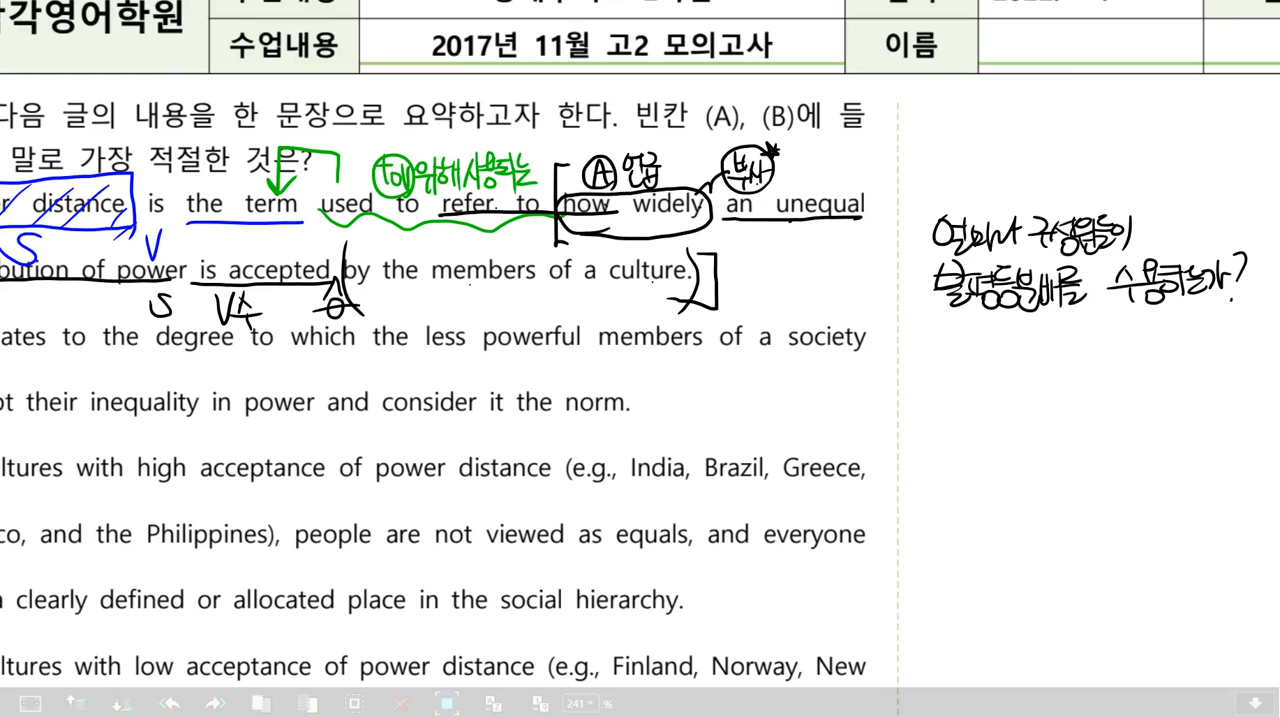 각영어학원
수업내용 2017년 11월 고2 모의고사 이름
다음 글의 내용을 한 문장으로 요약하고자 한다. 빈칸 (A), (B)에 들
말로 가장 적절한 것은?
toV 위해 사용되는 A 언급 부사
distance is the term used to refer to how widely an unequal
S V
얼마나 구성원들이
bution of power is accepted by the members of a culture.
불평등분배를 수용하는가?
S V
ates to the degree to which the less powerful members of a society
pt their inequality in power and consider it the norm.
ltures with high acceptance of power distance (e.g., India, Brazil, Greece,
co, and the Philippines), people are not viewed as equals, and everyone
clearly defined or allocated place in the social hierarchy.
ltures with low acceptance of power distance (e.g., Finland, Norway, New
241 %